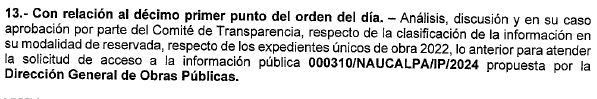 13.- Con relación al décimo primer punto del orden del día. – Análisis, discusión y en su caso
aprobación por parte del Comité de Transparencia, respecto de la clasificación de la información en
su modalidad de reservada, respecto de los expedientes únicos de obra 2022, lo anterior para atender
la solicitud de acceso a la información pública 000310/NAUCALPA/IP/2024 propuesta por la
Dirección General de Obras Públicas.